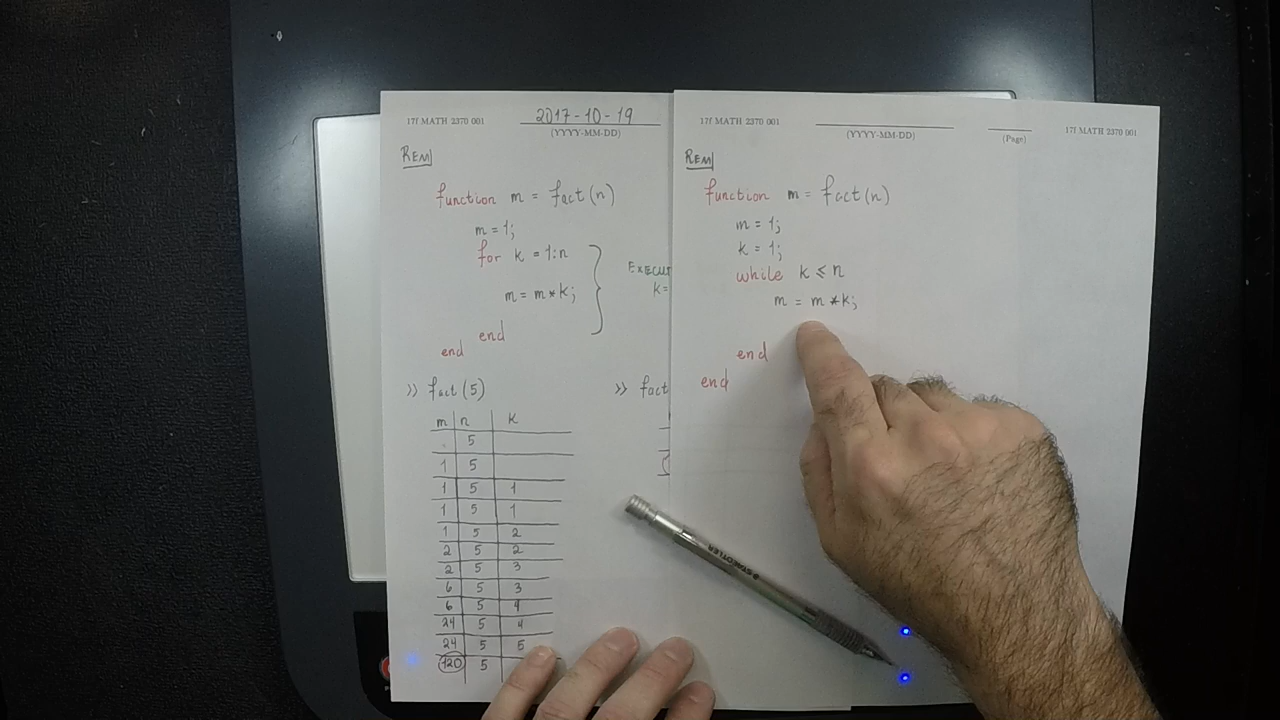 17f MATH 2370 001
2017-10-19
(YYYY-MM-DD)
REM
function m = fact(n)
m = 1;
for k = 1:n
m = m*k;
end
end
>> fact(5)
m n k
5
1 5
1 5 1
1 5 1
1 5 2
2 5 2
2 5 3
6 5 3
6 5 4
24 5 4
24 5 5
120 5
k=
>> fact
17f MATH 2370 001
(YYYY-MM-DD)
(Page)
17f MATH 2370 001
REM
function m = fact(n)
m = 1;
k = 1;
while k ≤ n
m = m*k;
end
end
STAEDTLER